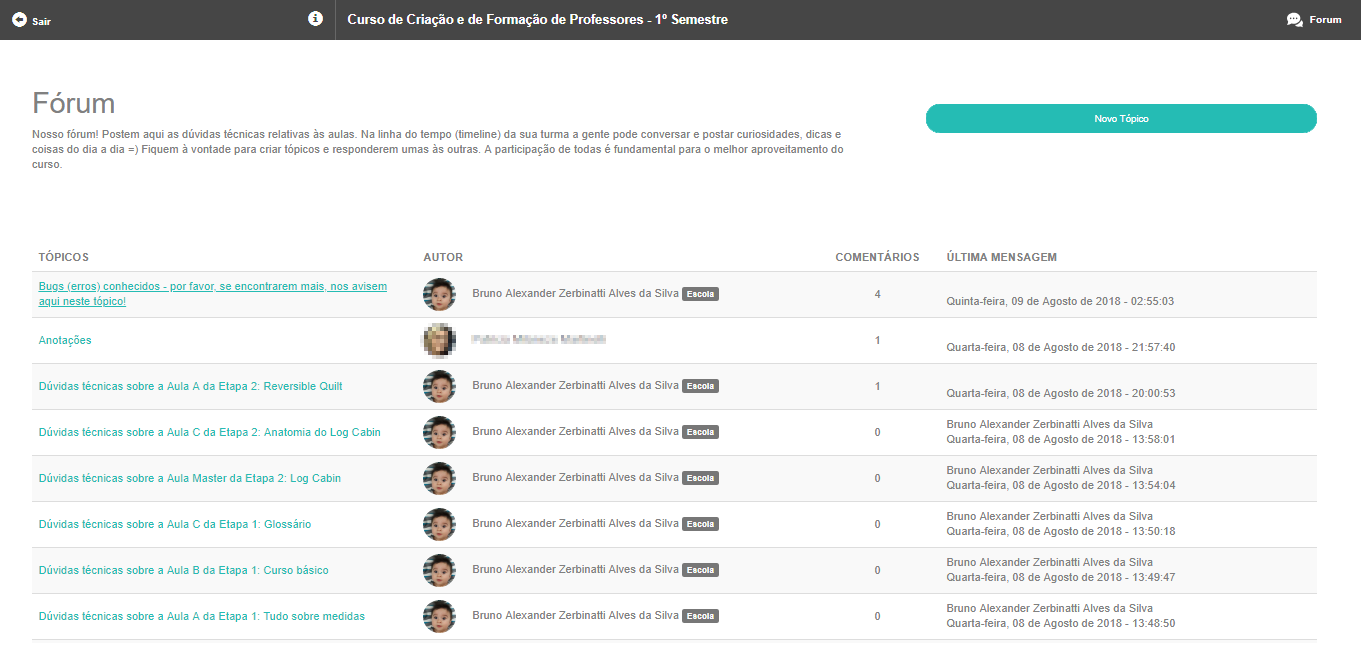 Sair
Curso de Criação e de Formação de Professores - 1º Semestre
Forum
Fórum
Novo Tópico
Nosso fórum! Postem aqui as dúvidas técnicas relativas às aulas. Na linha do tempo (timeline) da sua turma a gente pode conversar e postar curiosidades, dicas e
coisas do dia a dia =) Fiquem à vontade para criar tópicos e responderem umas às outras. A participação de todas é fundamental para o melhor aproveitamento do
curso.
TÓPICOS AUTOR COMENTÁRIOS ÚLTIMA MENSAGEM
Bugs (erros) conhecidos - por favor, se encontrarem mais, nos avisem
aqui neste tópico!
Bruno Alexander Zerbinatti Alves da Silva Escola
4
Quinta-feira, 09 de Agosto de 2018 - 02:55:03
Anotações
1
Quarta-feira, 08 de Agosto de 2018 - 21:57:40
Dúvidas técnicas sobre a Aula A da Etapa 2: Reversible Quilt
Bruno Alexander Zerbinatti Alves da Silva Escola
1
Quarta-feira, 08 de Agosto de 2018 - 20:00:53
Dúvidas técnicas sobre a Aula C da Etapa 2: Anatomia do Log Cabin
Bruno Alexander Zerbinatti Alves da Silva Escola
0
Bruno Alexander Zerbinatti Alves da Silva
Quarta-feira, 08 de Agosto de 2018 - 13:58:01
Dúvidas técnicas sobre a Aula Master da Etapa 2: Log Cabin
Bruno Alexander Zerbinatti Alves da Silva Escola
0
Bruno Alexander Zerbinatti Alves da Silva
Quarta-feira, 08 de Agosto de 2018 - 13:54:04
Dúvidas técnicas sobre a Aula C da Etapa 1: Glossário
Bruno Alexander Zerbinatti Alves da Silva Escola
0
Bruno Alexander Zerbinatti Alves da Silva
Quarta-feira, 08 de Agosto de 2018 - 13:50:18
Dúvidas técnicas sobre a Aula B da Etapa 1: Curso básico
Bruno Alexander Zerbinatti Alves da Silva Escola
0
Bruno Alexander Zerbinatti Alves da Silva
Quarta-feira, 08 de Agosto de 2018 - 13:49:47
Dúvidas técnicas sobre a Aula A da Etapa 1: Tudo sobre medidas
Bruno Alexander Zerbinatti Alves da Silva Escola
0
Bruno Alexander Zerbinatti Alves da Silva
Quarta-feira, 08 de Agosto de 2018 - 13:48:50